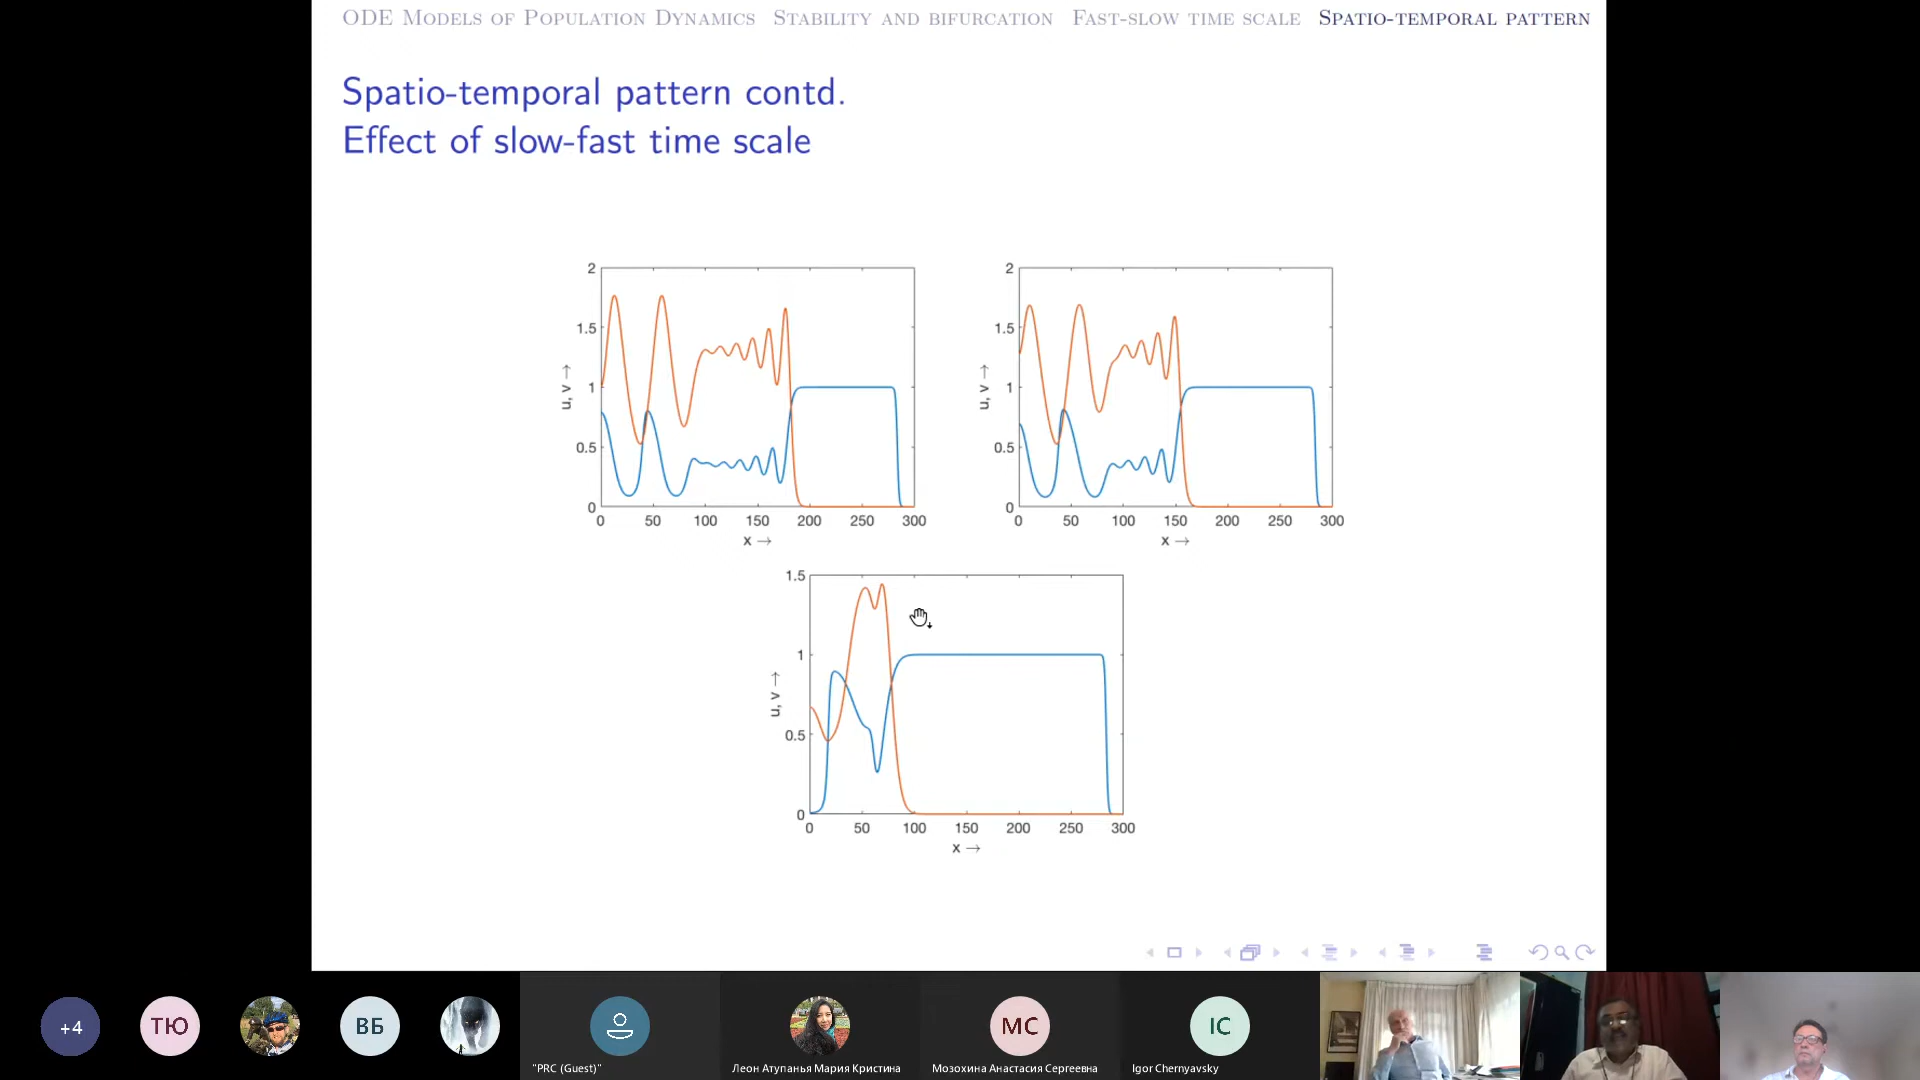 ODE Models of Population Dynamics Stability and bifurcation Fast-slow time scale Spatio-temporal pattern
Spatio-temporal pattern contd.
Effect of slow-fast time scale
2
1.5
1
0.5
0
u, v →
0 50 100 150 200 250 300
x →
2
1.5
1
0.5
0
u, v →
0 50 100 150 200 250 300
x →
1.5
1
0.5
0
u, v →
0 50 100 150 200 250 300
x →
+4
ТЮ
ВБ
МС
IC
"PRC (Guest)"
Леон Атупанья Мария Кристина
Мозохина Анастасия Сергеевна
Igor Chernyavsky